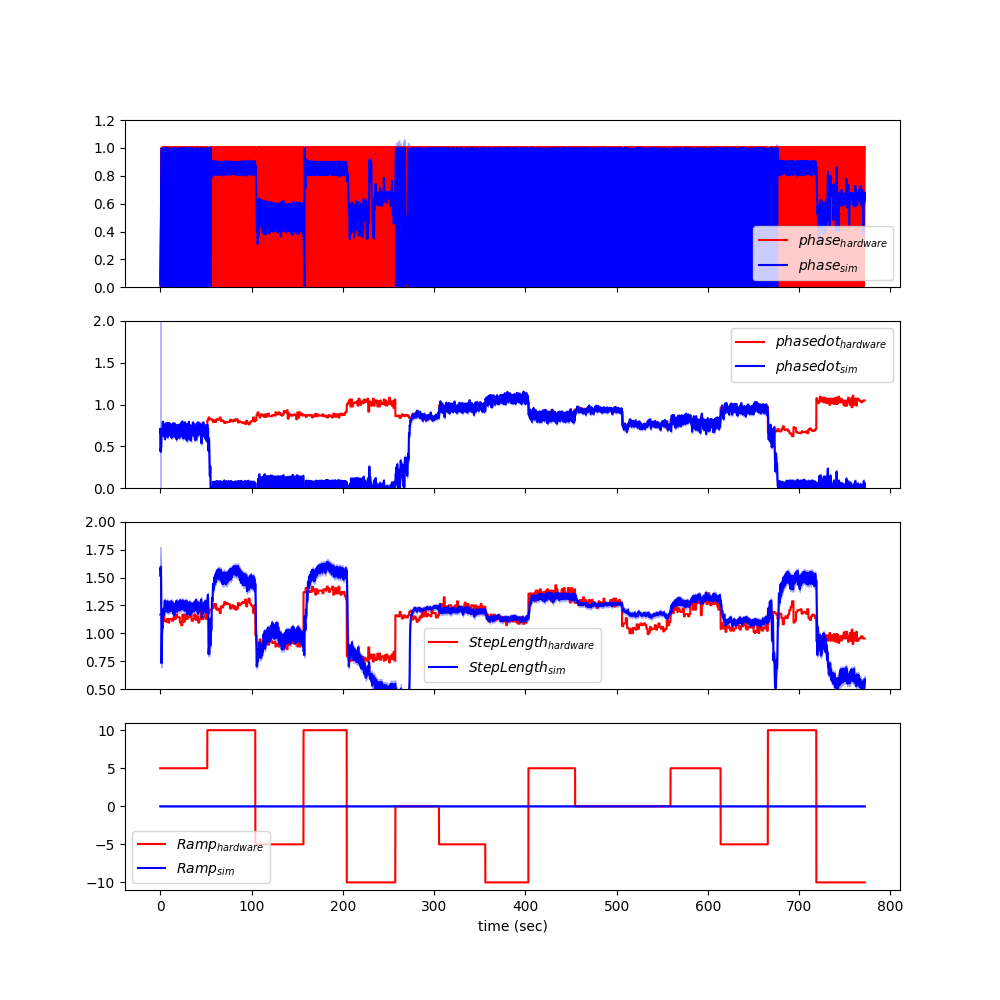 1.2
1.0
0.8
0.6
0.4
0.2
0.0
phase_hardware
phase_sim
2.0
1.5
1.0
0.5
0.0
phasedot_hardware
phasedot_sim
2.00
1.75
1.50
1.25
1.00
0.75
0.50
StepLength_hardware
StepLength_sim
10
5
0
−5
−10
Ramp_hardware
Ramp_sim
0 100 200 300 400 500 600 700 800
time (sec)